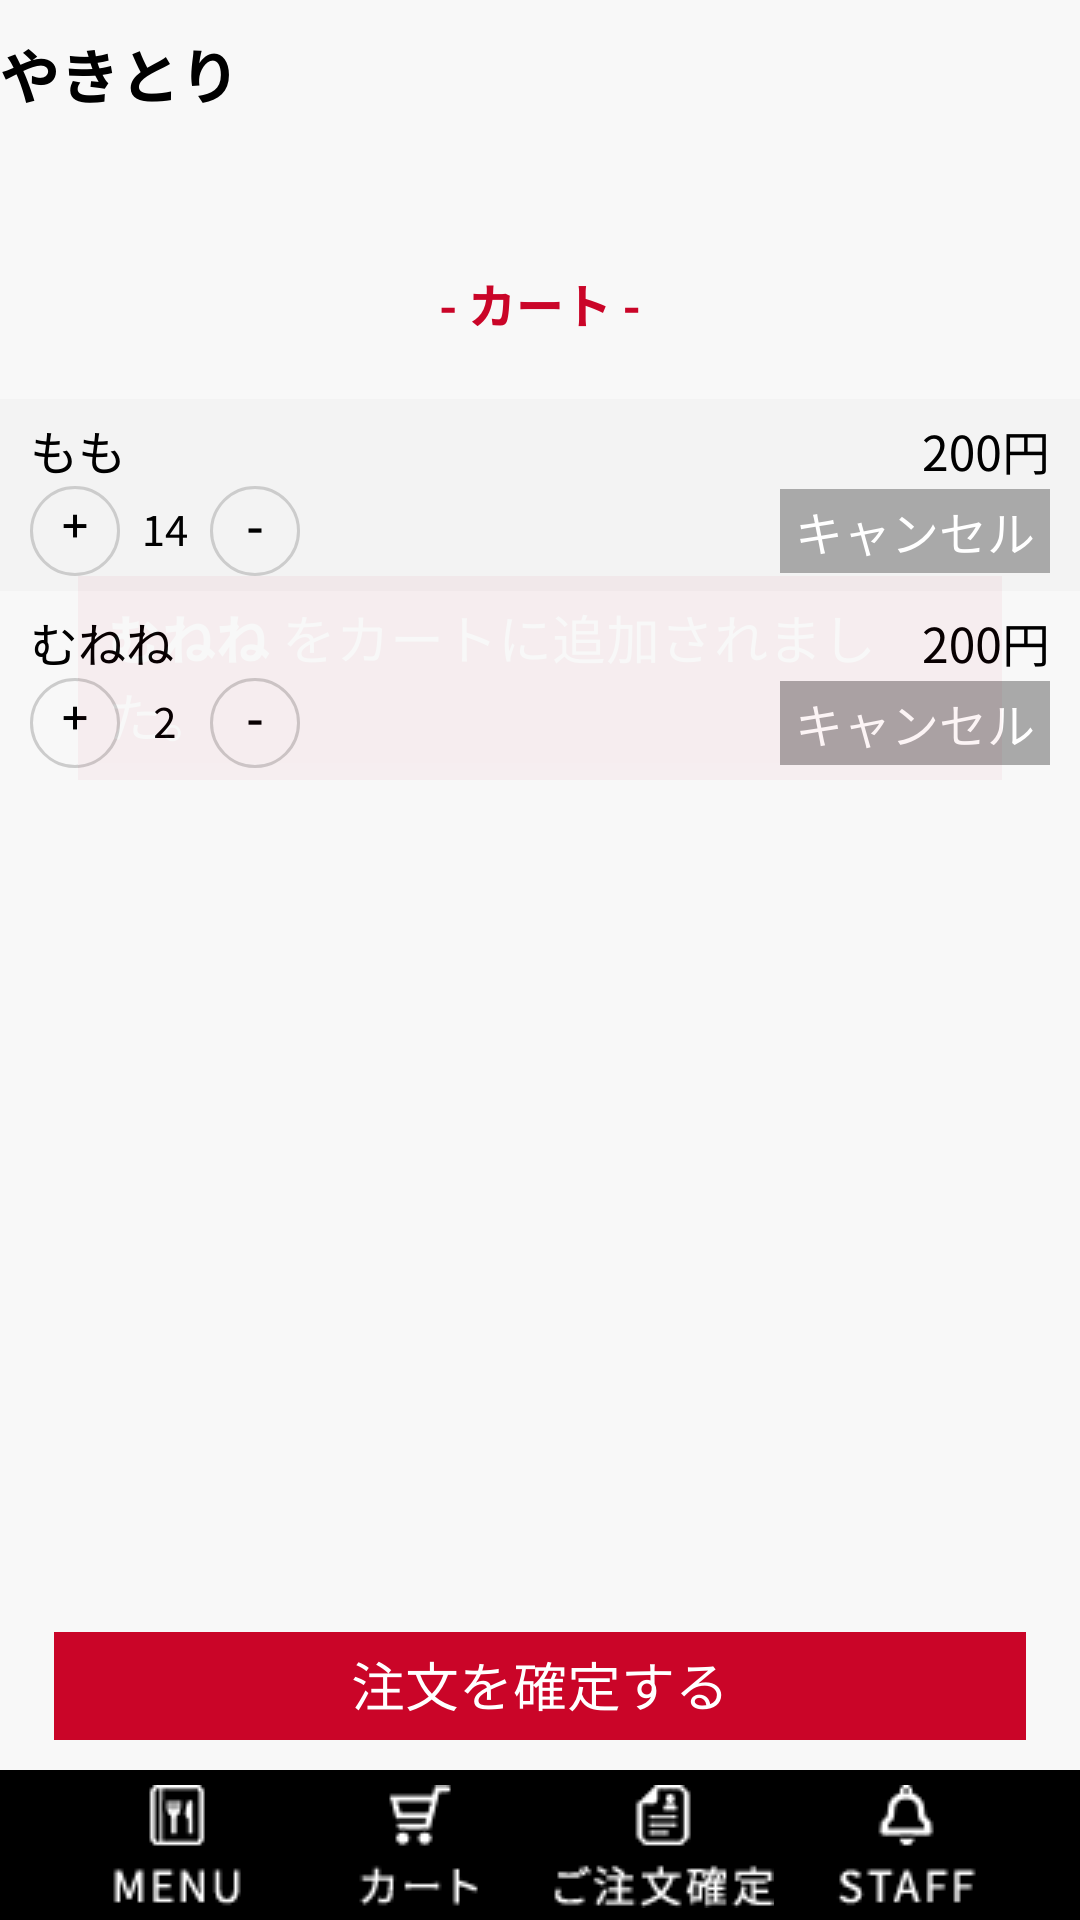 やきとり
- カート -
もも 200円
+ 14 - キャンセル
むねね 200円
+ 2 - キャンセル
むねね をカートに追加されまし
た。
注文を確定する
MENU カート ご注文確定 STAFF